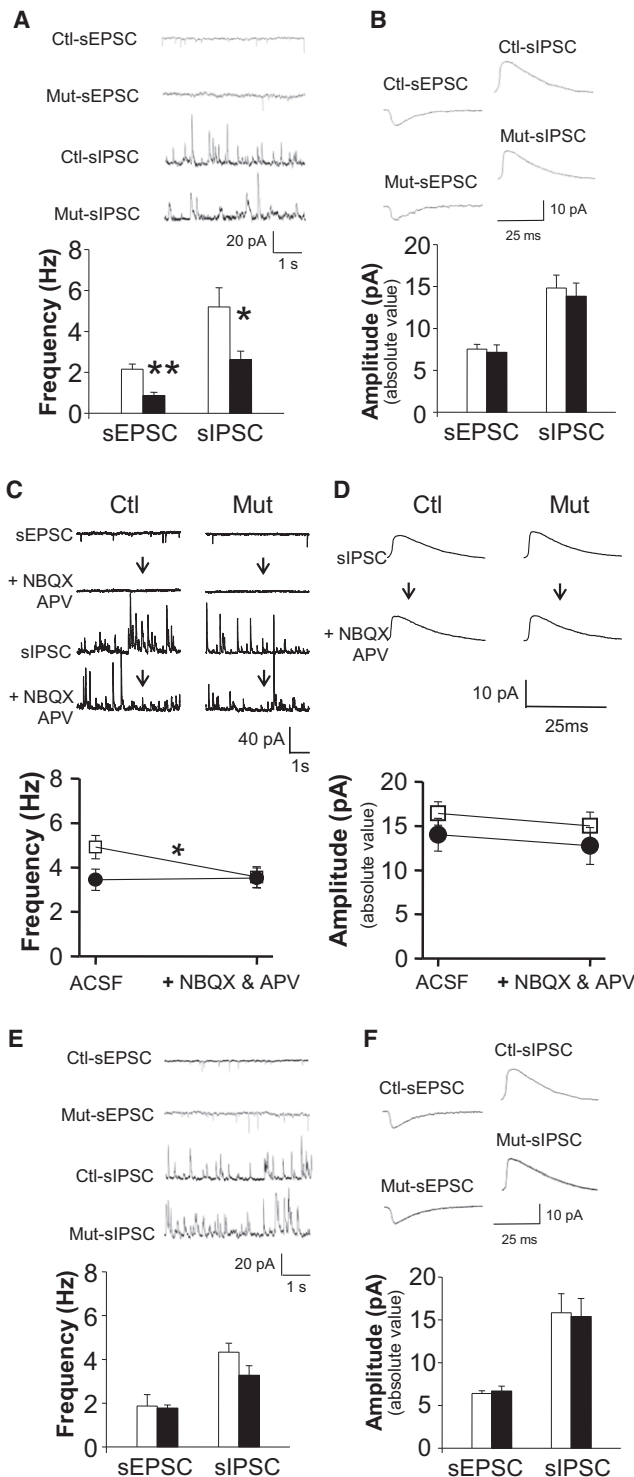 A
Ctl-sEPSC
Mut-sEPSC
Ctl-sIPSC
Mut-sIPSC
20 pA
1 s
Frequency (Hz)
8
6
4
2
0
**
*
sEPSC
sIPSC
B
Ctl-sIPSC
Ctl-sEPSC
Mut-sIPSC
Mut-sEPSC
10 pA
25 ms
Amplitude (pA)
(absolute value)
20
15
10
5
0
sEPSC
sIPSC
C
Ctl
Mut
sEPSC
+ NBQX
APV
sIPSC
+ NBQX
APV
40 pA
1s
Frequency (Hz)
8
6
4
2
0
*
ACSF
+ NBQX & APV
D
Ctl
Mut
sIPSC
+ NBQX
APV
10 pA
25ms
Amplitude (pA)
(absolute value)
20
15
10
5
0
ACSF
+ NBQX & APV
E
Ctl-sEPSC
Mut-sEPSC
Ctl-sIPSC
Mut-sIPSC
20 pA
1 s
Frequency (Hz)
8
6
4
2
0
sEPSC
sIPSC
F
Ctl-sIPSC
Ctl-sEPSC
Mut-sIPSC
Mut-sEPSC
10 pA
25 ms
Amplitude (pA)
(absolute value)
20
15
10
5
0
sEPSC
sIPSC